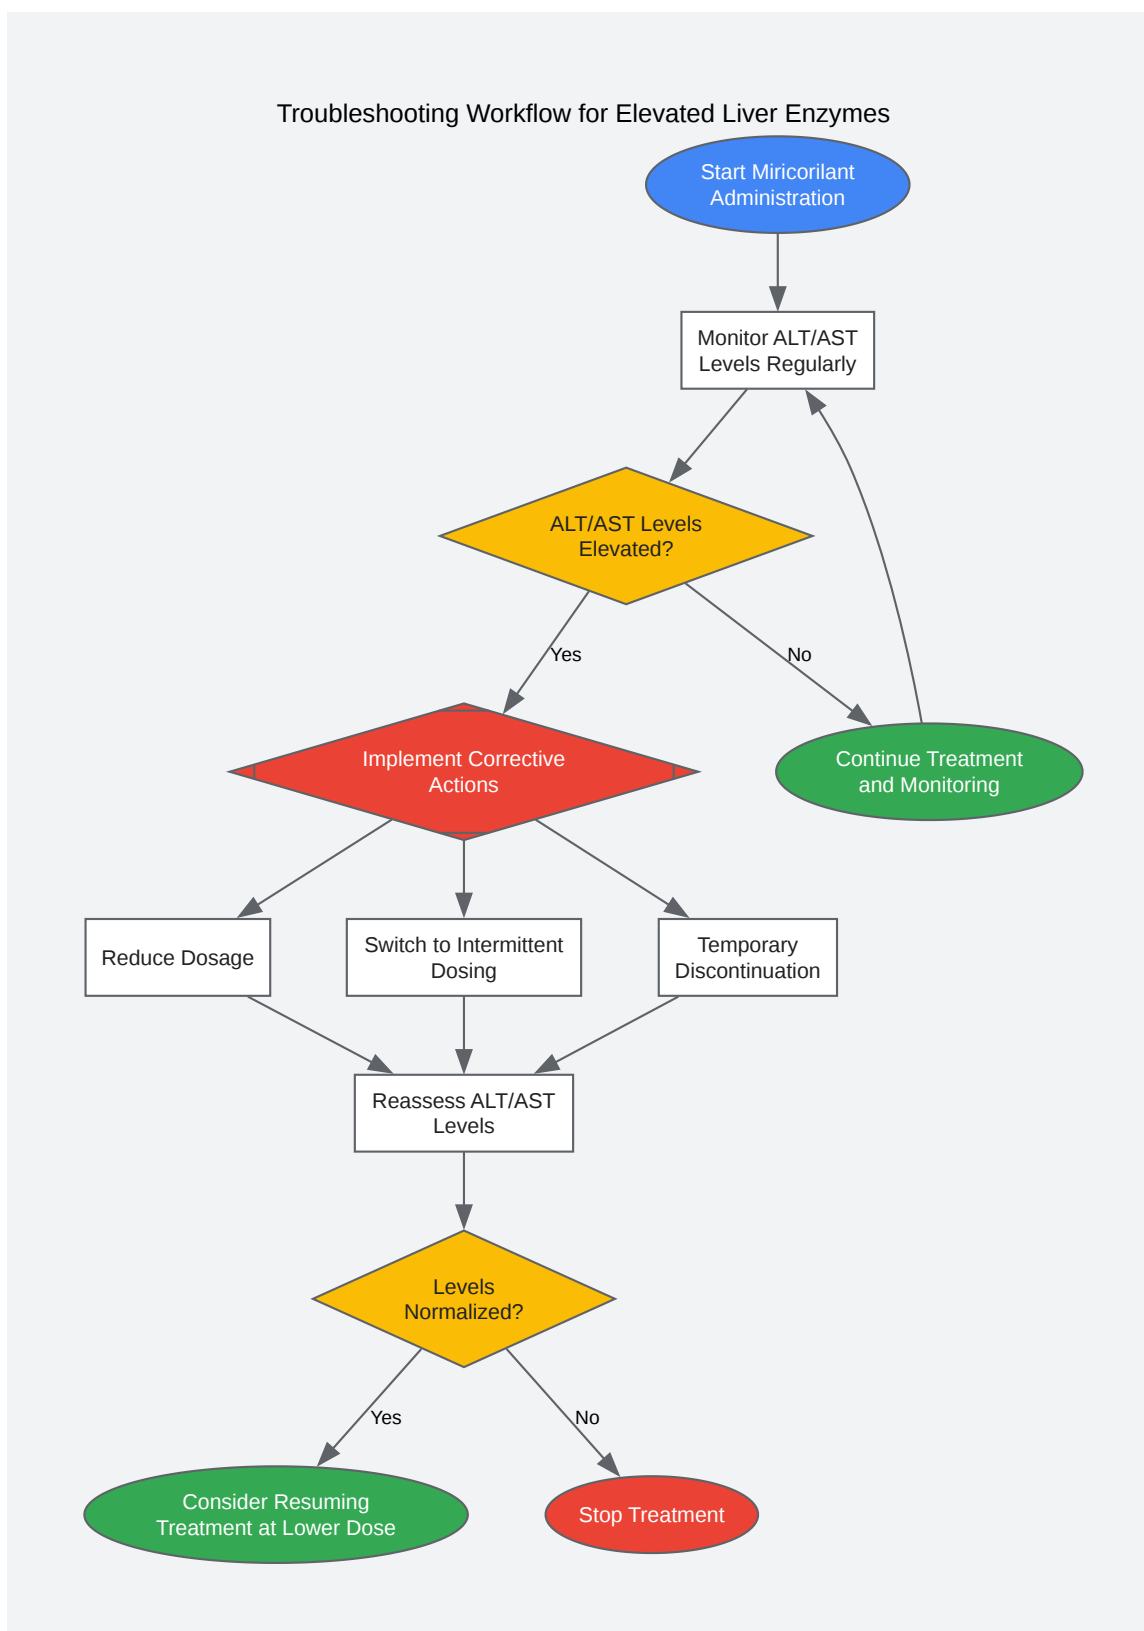 Troubleshooting Workflow for Elevated Liver Enzymes
Start Miricorilant
Administration
Monitor ALT/AST
Levels Regularly
ALT/AST Levels
Elevated?
Yes
No
Implement Corrective
Actions
Continue Treatment
and Monitoring
Reduce Dosage
Switch to Intermittent
Dosing
Temporary
Discontinuation
Reassess ALT/AST
Levels
Levels
Normalized?
Yes
No
Consider Resuming
Treatment at Lower Dose
Stop Treatment